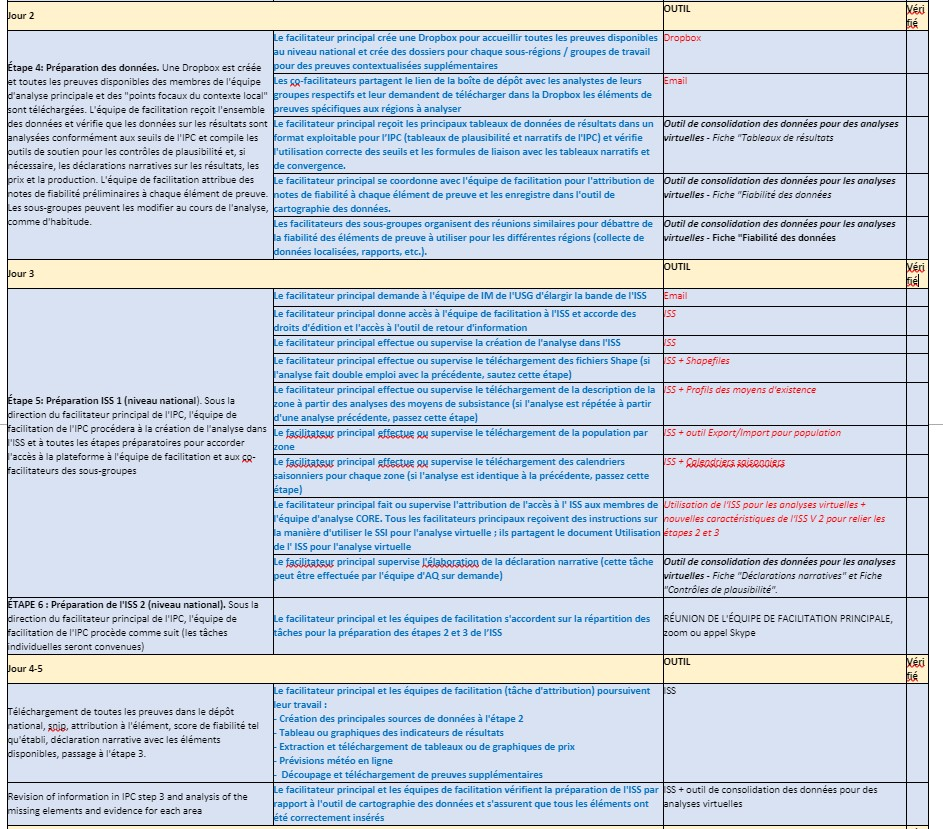 Jour 2
OUTIL
Véri
fié
Étape 4: Préparation des données. Une Dropbox est créée
et toutes les preuves disponibles des membres de l'équipe
d'analyse principale et des "points focaux du contexte local"
sont téléchargées. L'équipe de facilitation reçoit l'ensemble
des données et vérifie que les données sur les résultats sont
analysées conformément aux seuils de l'IPC et compile les
outils de soutien pour les contrôles de plausibilité et, si
nécessaire, les déclarations narratives sur les résultats, les
prix et la production. L'équipe de facilitation attribue des
notes de fiabilité préliminaires à chaque élément de preuve.
Les sous-groupes peuvent les modifier au cours de l'analyse,
comme d'habitude.
Le facilitateur principal crée une Dropbox pour accueillir toutes les preuves disponibles
au niveau national et crée des dossiers pour chaque sous-régions / groupes de travail
pour des preuves contextualisées supplémentaires
Dropbox
Les co-facilitateurs partagent le lien de la boîte de dépôt avec les analystes de leurs
groupes respectifs et leur demandent de télécharger dans la Dropbox les éléments de
preuves spécifiques aux régions à analyser
Email
Le facilitateur principal reçoit les principaux tableaux de données de résultats dans un
format exploitable pour l'IPC (tableaux de plausibilité et narratifs de l'IPC) et vérifie
l'utilisation correcte des seuils et les formules de liaison avec les tableaux narratifs et
de convergence.
Outil de consolidation des données pour des analyses
virtuelles - Fiche "Tableaux de résultats
Le facilitateur principal se coordonne avec l'équipe de facilitation pour l'attribution de
notes de fiabilité à chaque élément de preuve et les enregistre dans l'outil de
cartographie des données.
Outil de consolidation des données pour les analyses
virtuelles - Fiche "Fiabilité des données
Les facilitateurs des sous-groupes organisent des réunions similaires pour débattre de
la fiabilité des éléments de preuve à utiliser pour les différentes régions (collecte de
données localisées, rapports, etc.).
Outil de consolidation des données pour les analyses
virtuelles - Fiche "Fiabilité des données
Jour 3
OUTIL
Véri
fié
Étape 5: Préparation ISS 1 (niveau national). Sous la
direction du facilitateur principal de l'IPC, l'équipe de
facilitation de l'IPC procédera à la création de l'analyse dans
l'ISS et à toutes les étapes préparatoires pour accorder
l'accès à la plateforme à l'équipe de facilitation et aux co-
facilitateurs des sous-groupes
Le facilitateur principal demande à l'équipe de IM de l'USG d'élargir la bande de l'ISS
Email
Le facilitateur principal donne accès à l'équipe de facilitation à l'ISS et accorde des
droits d'édition et l'accès à l'outil de retour d'information
ISS
Le facilitateur principal effectue ou supervise la création de l'analyse dans l'ISS
ISS
Le facilitateur principal effectue ou supervise le téléchargement des fichiers Shape (si
l'analyse fait double emploi avec la précédente, sautez cette étape)
ISS + Shapefiles
Le facilitateur principal effectue ou supervise le téléchargement de la description de la
zone à partir des analyses des moyens de subsistance (si l'analyse est répétée à partir
d'une analyse précédente, passez cette étape)
ISS + Profils des moyens d'existence
Le facilitateur principal effectue ou supervise le téléchargement de la population par
zone
ISS + outil Export/Import pour population
Le facilitateur principal effectue ou supervise le téléchargement des calendriers
saisonniers pour chaque zone (si l'analyse est identique à la précédente, passez cette
étape)
ISS + Calendriers saisonniers
Le facilitateur principal fait ou supervise l'attribution de l'accès à l' ISS aux membres de
l'équipe d'analyse CORE. Tous les facilitateurs principaux reçoivent des instructions sur
la manière d'utiliser le SSI pour l'analyse virtuelle ; ils partagent le document Utilisation
de l' ISS pour l'analyse virtuelle
Utilisation de l'ISS pour les analyses virtuelles +
nouvelles caractéristiques de l'ISS V 2 pour relier les
étapes 2 et 3
Le facilitateur principal supervise l'élaboration de la déclaration narrative (cette tâche
peut être effectuée par l'équipe d'AQ sur demande)
Outil de consolidation des données pour les analyses
virtuelles - Fiche "Déclarations narratives" et Fiche
"Contrôles de plausibilité".
ÉTAPE 6 : Préparation de l'ISS 2 (niveau national). Sous la
direction du facilitateur principal de l'IPC, l'équipe de
facilitation de l'IPC procède comme suit (les tâches
individuelles seront convenues)
Le facilitateur principal et les équipes de facilitation s'accordent sur la répartition des
tâches pour la préparation des étapes 2 et 3 de l'ISS
RÉUNION DE L'ÉQUIPE DE FACILITATION PRINCIPALE,
zoom ou appel Skype
Jour 4-5
OUTIL
Véri
fié
Téléchargement de toutes les preuves dans le dépôt
national, snip, attribution à l'élément, score de fiabilité tel
qu'établi, déclaration narrative avec les éléments
disponibles, passage à l'étape 3.
Le facilitateur principal et les équipes de facilitation (tâche d'attribution) poursuivent
leur travail :
- Création des principales sources de données à l'étape 2
- Tableau ou graphiques des indicateurs de résultats
- Extraction et téléchargement de tableaux ou de graphiques de prix
- Prévisions météo en ligne
- Découpage et téléchargement de preuves supplémentaires
ISS
Revision of information in IPC step 3 and analysis of the
missing elements and evidence for each area
Le facilitateur principal et les équipes de facilitation vérifient la préparation de l'ISS par
rapport à l'outil de cartographie des données et s'assurent que tous les éléments ont
été correctement insérés
ISS + outil de consolidation des données pour des
analyses virtuelles